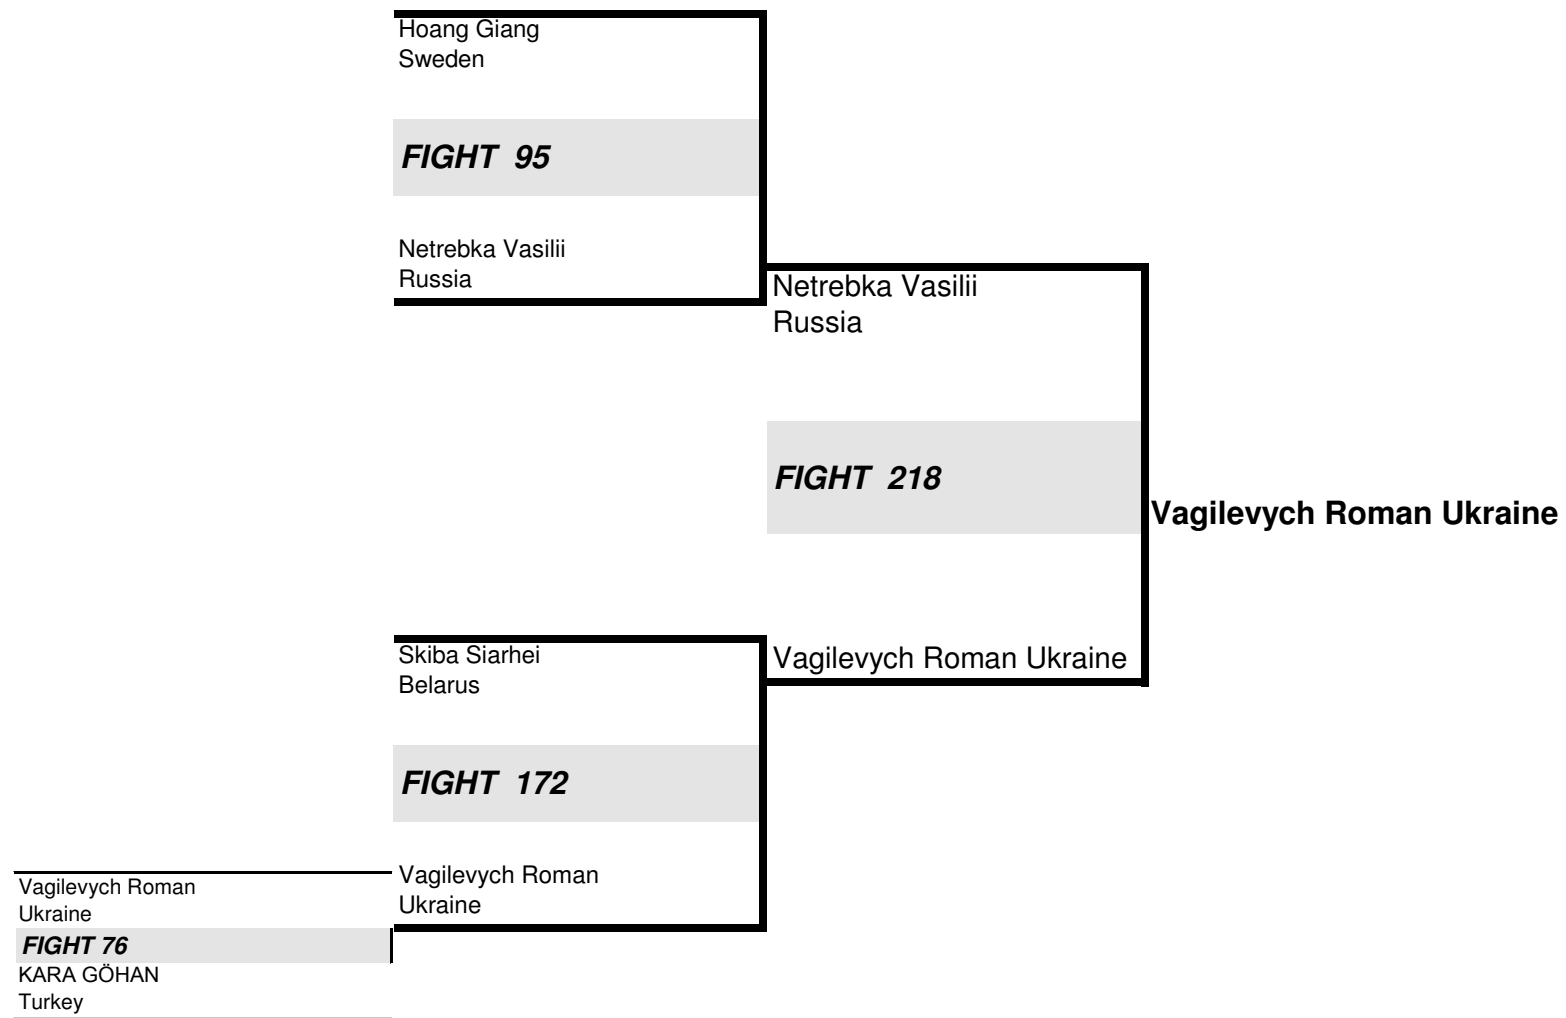 Hoang Giang
Sweden
FIGHT 95
Netrebka Vasilii
Russia
Netrebka Vasilii
Russia
FIGHT 218
Vagilevych Roman Ukraine
Vagilevych Roman Ukraine
Skiba Siarhei
Belarus
FIGHT 172
Vagilevych Roman
Ukraine
Vagilevych Roman
Ukraine
FIGHT 76
KARA GÖHAN
Turkey